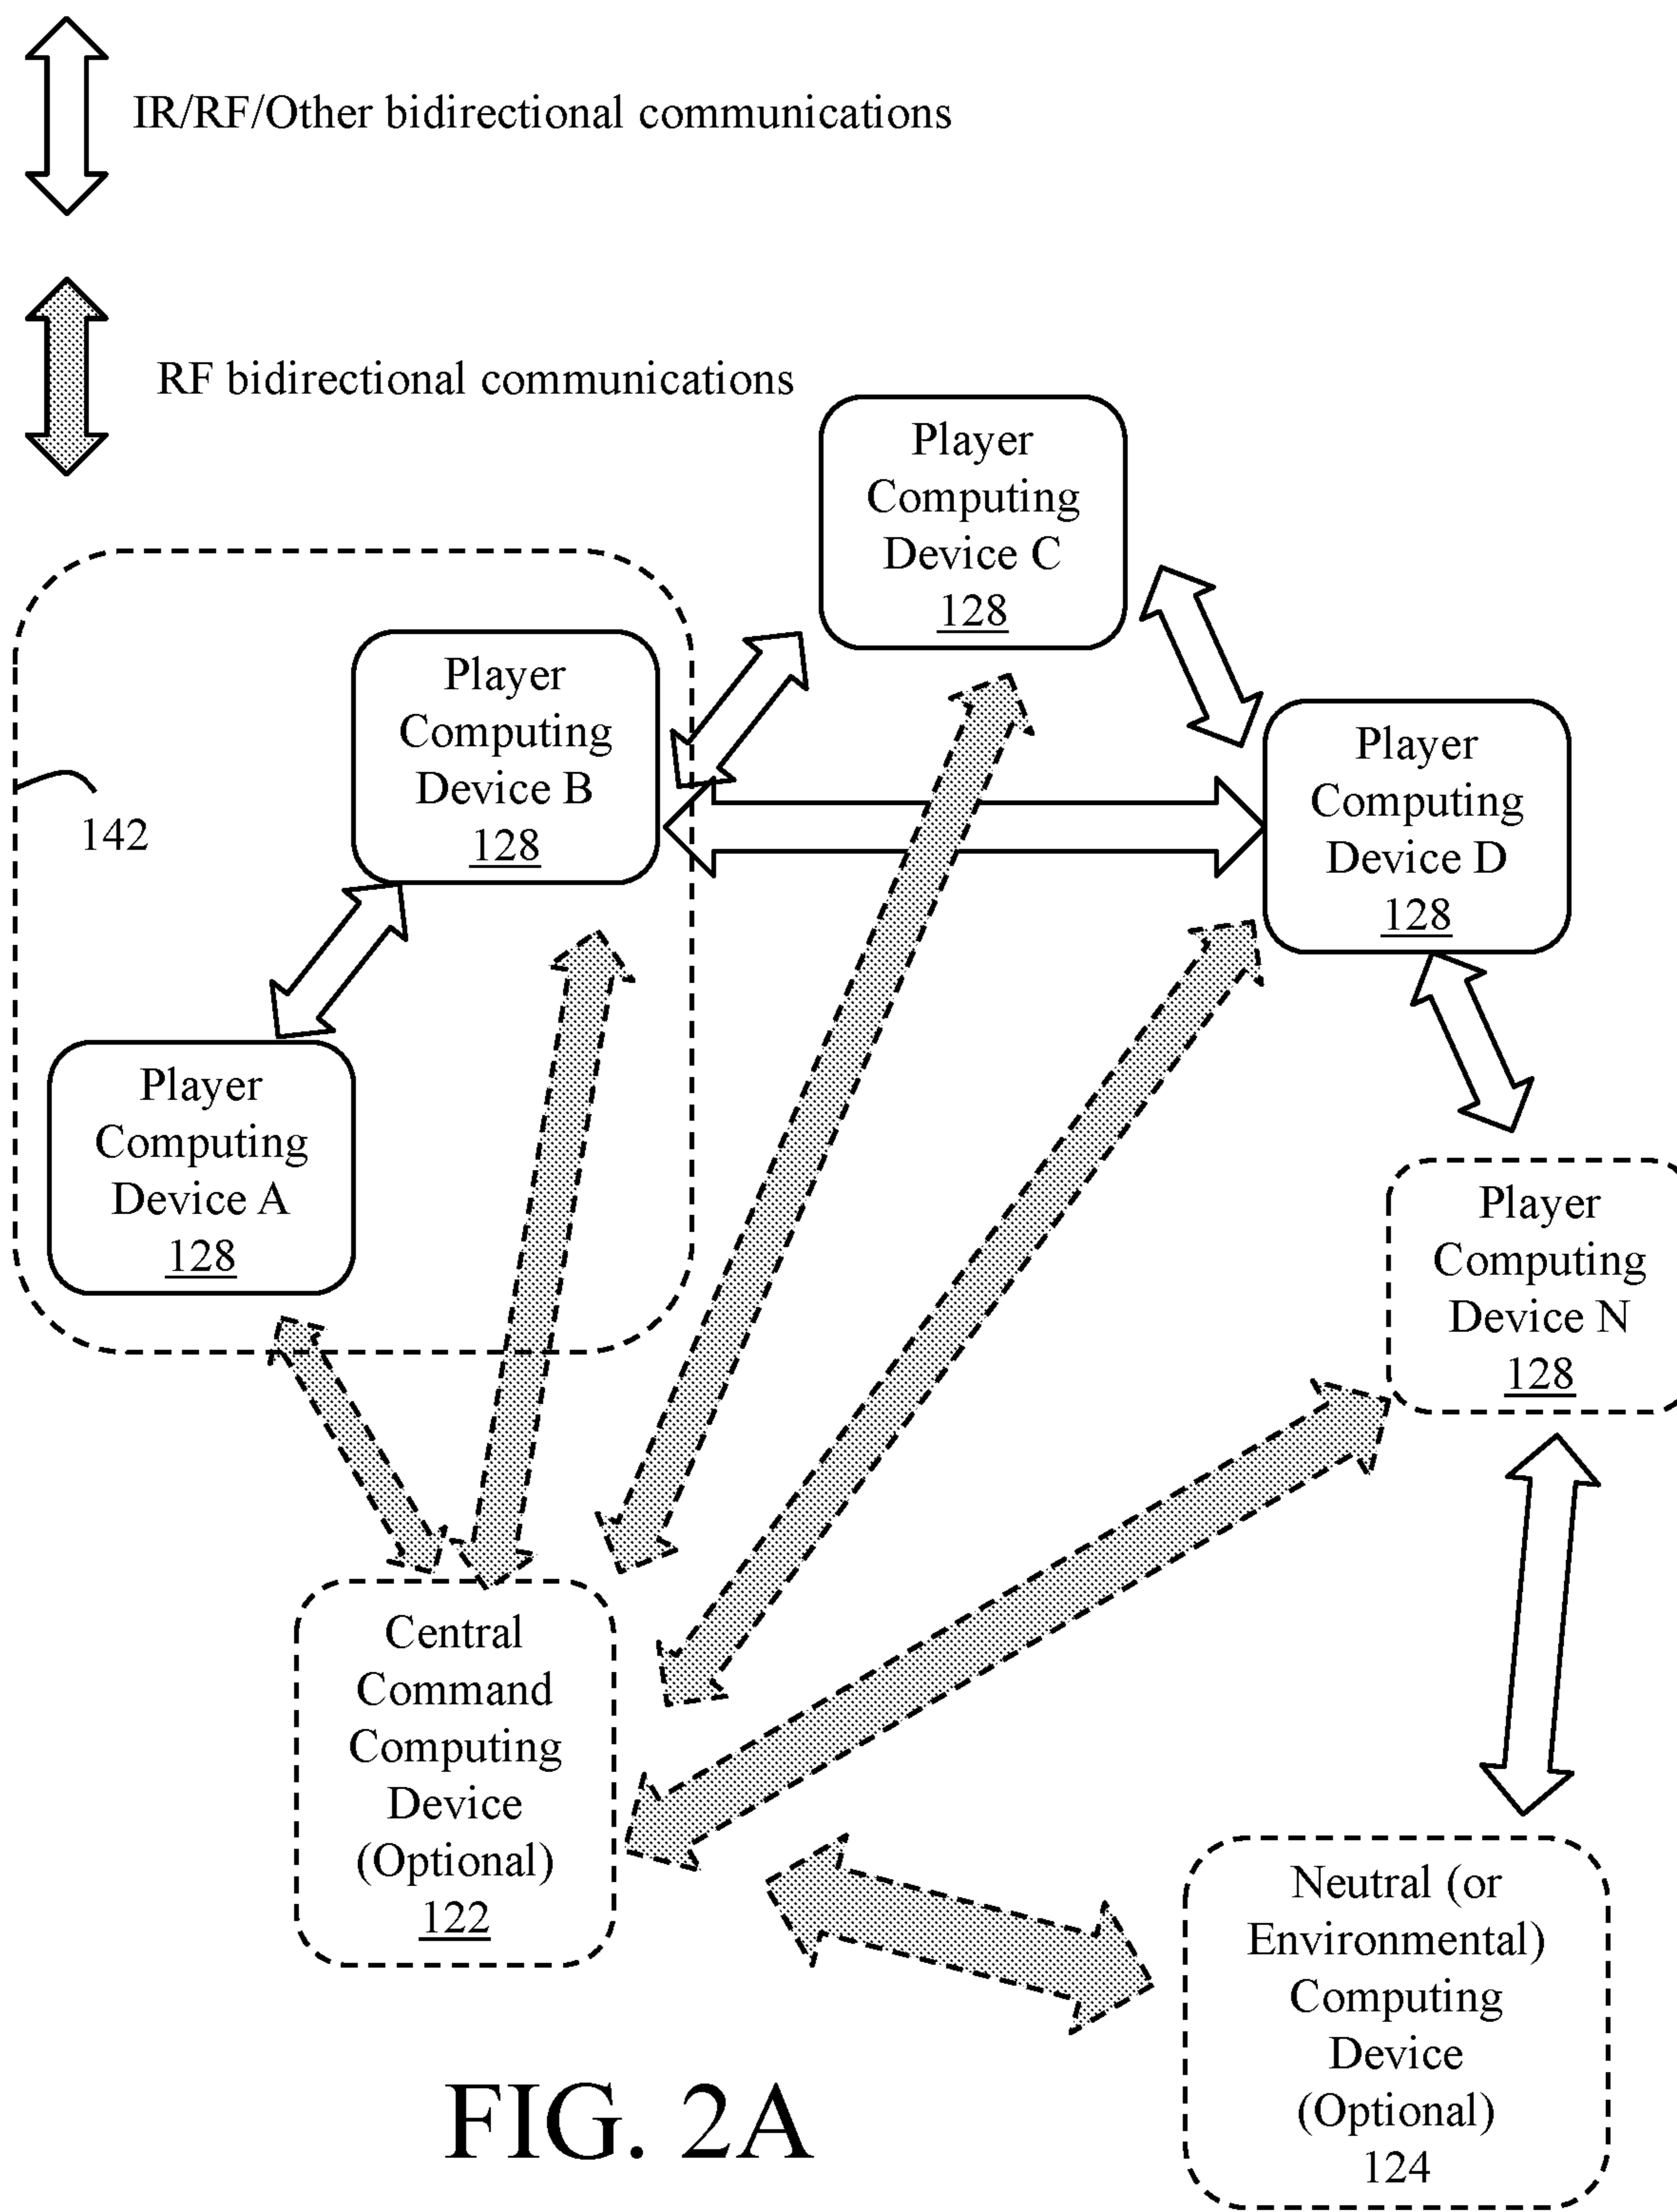 IR/RF/Other bidirectional communications
RF bidirectional communications
Player
Computing
Device C
128
Player
Computing
Device B
128
Player
Computing
Device D
128
142
Player
Computing
Device A
128
Player
Computing
Device N
128
Central
Command
Computing
Device
(Optional)
122
Neutral (or
Environmental)
Computing
Device
(Optional)
124
FIG. 2A